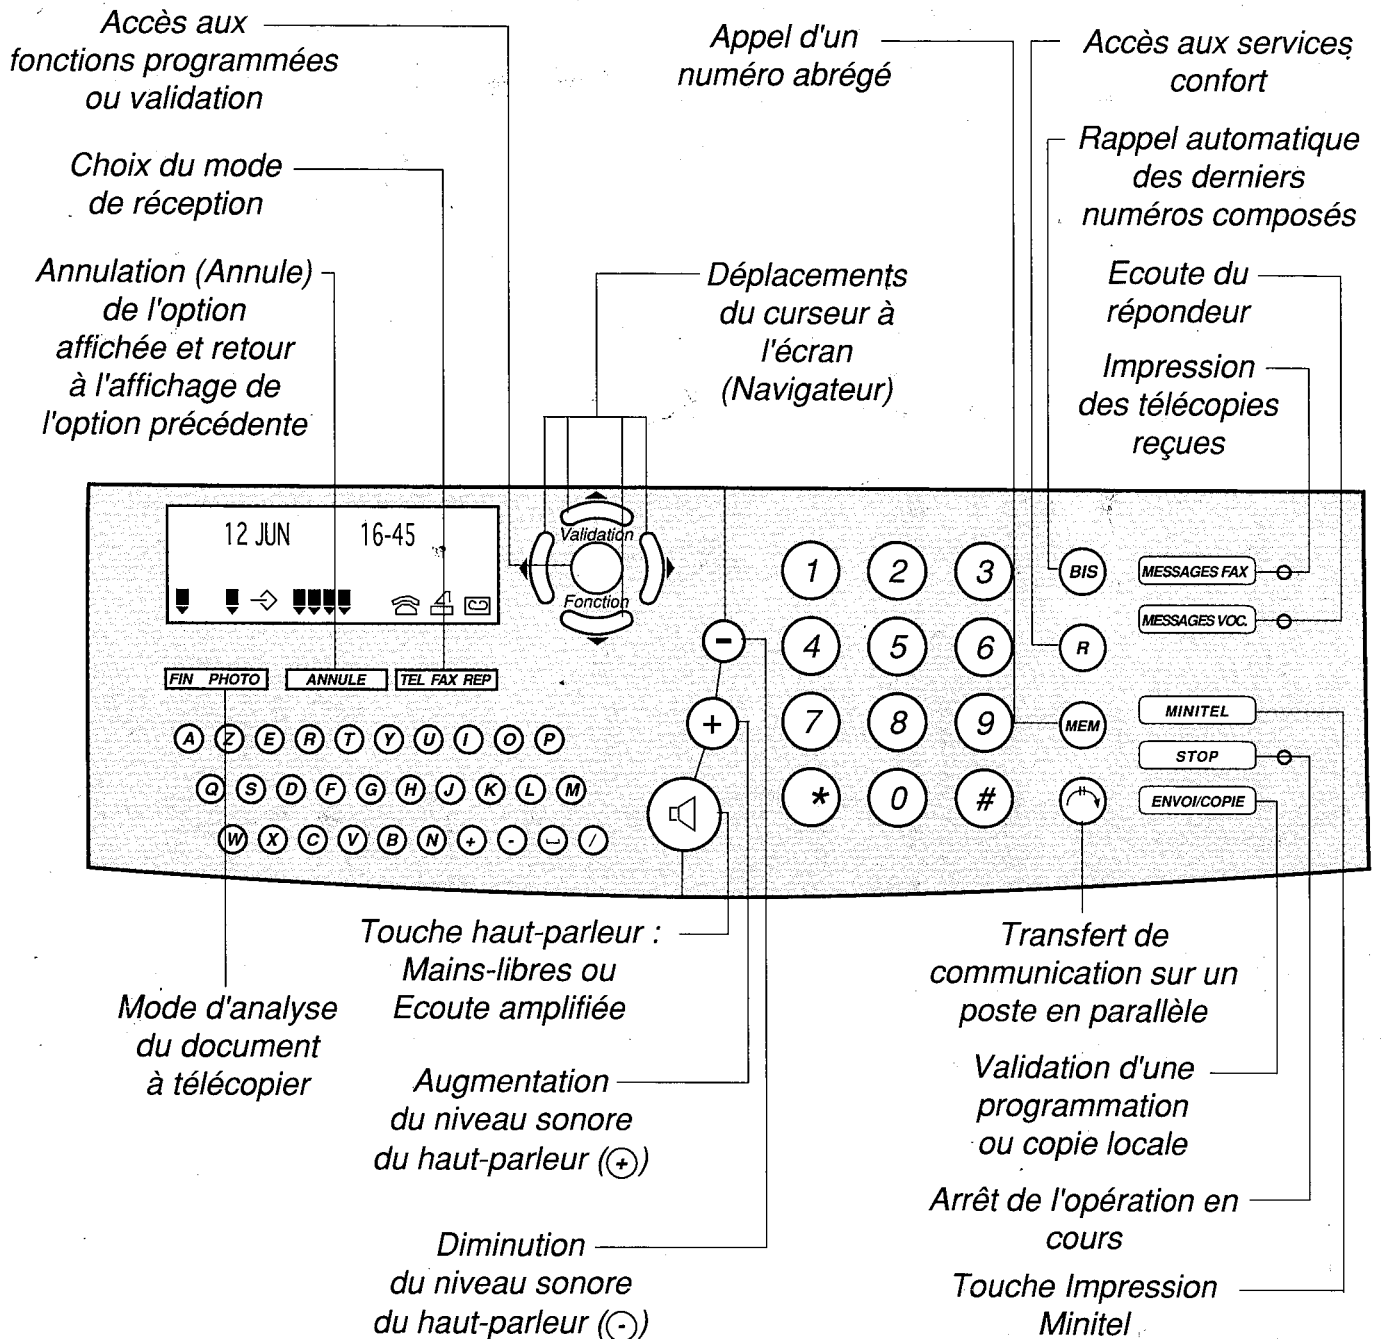 Accès aux
fonctions programmées
ou validation
Appel d'un
numéro abrégé
Accès aux services
confort
Choix du mode
de réception
Rappel automatique
des derniers
numéros composés
Annulation (Annule)
de l'option
affichée et retour
à l'affichage de
l'option précédente
Déplacements
du curseur à
l'écran
(Navigateur)
Ecoute du
répondeur
Impression
des télécopies
reçues
12 JUN 16-45
Validation
Fonction
FIN PHOTO
ANNULE
TEL FAX REP
A Z E R T Y U I O P
Q S D F G H J K L M
W X C V B N + - ⌴ /
-
+
1 2 3
4 5 6
7 8 9
* 0 #
BIS
R
MEM
MESSAGES FAX
MESSAGES VOC.
MINITEL
STOP
ENVOI/COPIE
Touche haut-parleur :
Mains-libres ou
Ecoute amplifiée
Mode d'analyse
du document
à télécopier
Augmentation
du niveau sonore
du haut-parleur (+)
Diminution
du niveau sonore
du haut-parleur (-)
Transfert de
communication sur un
poste en parallèle
Validation d'une
programmation
ou copie locale
Arrêt de l'opération en
cours
Touche Impression
Minitel